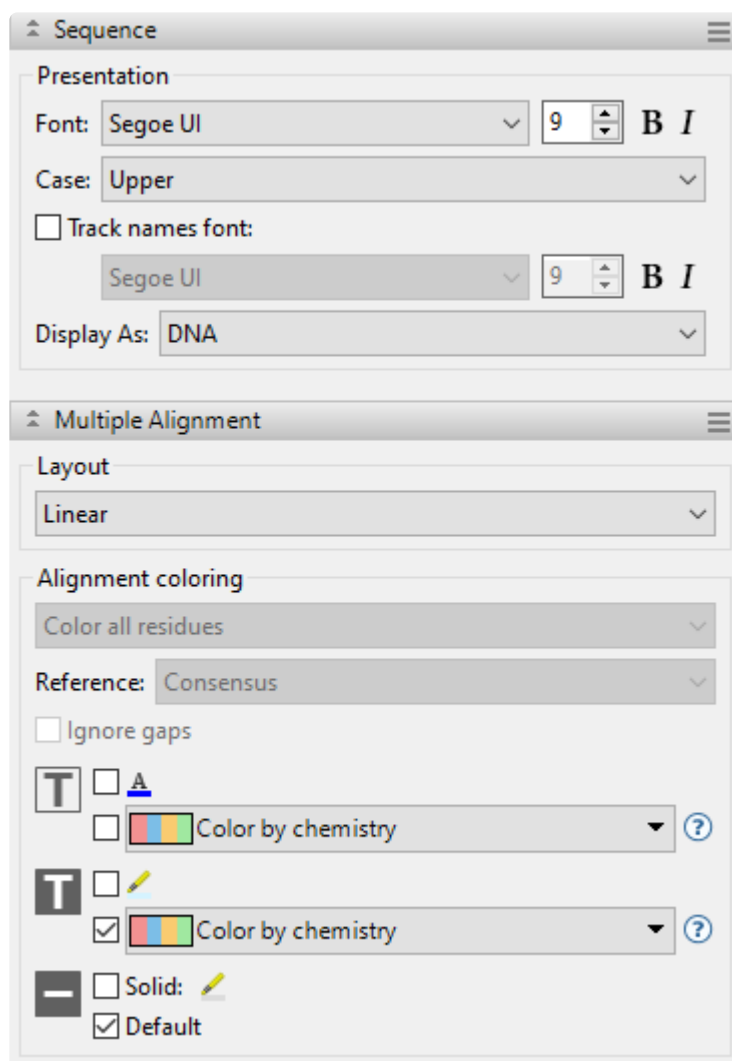 Sequence
Presentation
Font: Segoe UI 9 B I
Case: Upper
Track names font:
Segoe UI 9 B I
Display As: DNA
Multiple Alignment
Layout
Linear
Alignment coloring
Color all residues
Reference: Consensus
Ignore gaps
T A
Color by chemistry ?
T
Color by chemistry ?
Solid:
Default